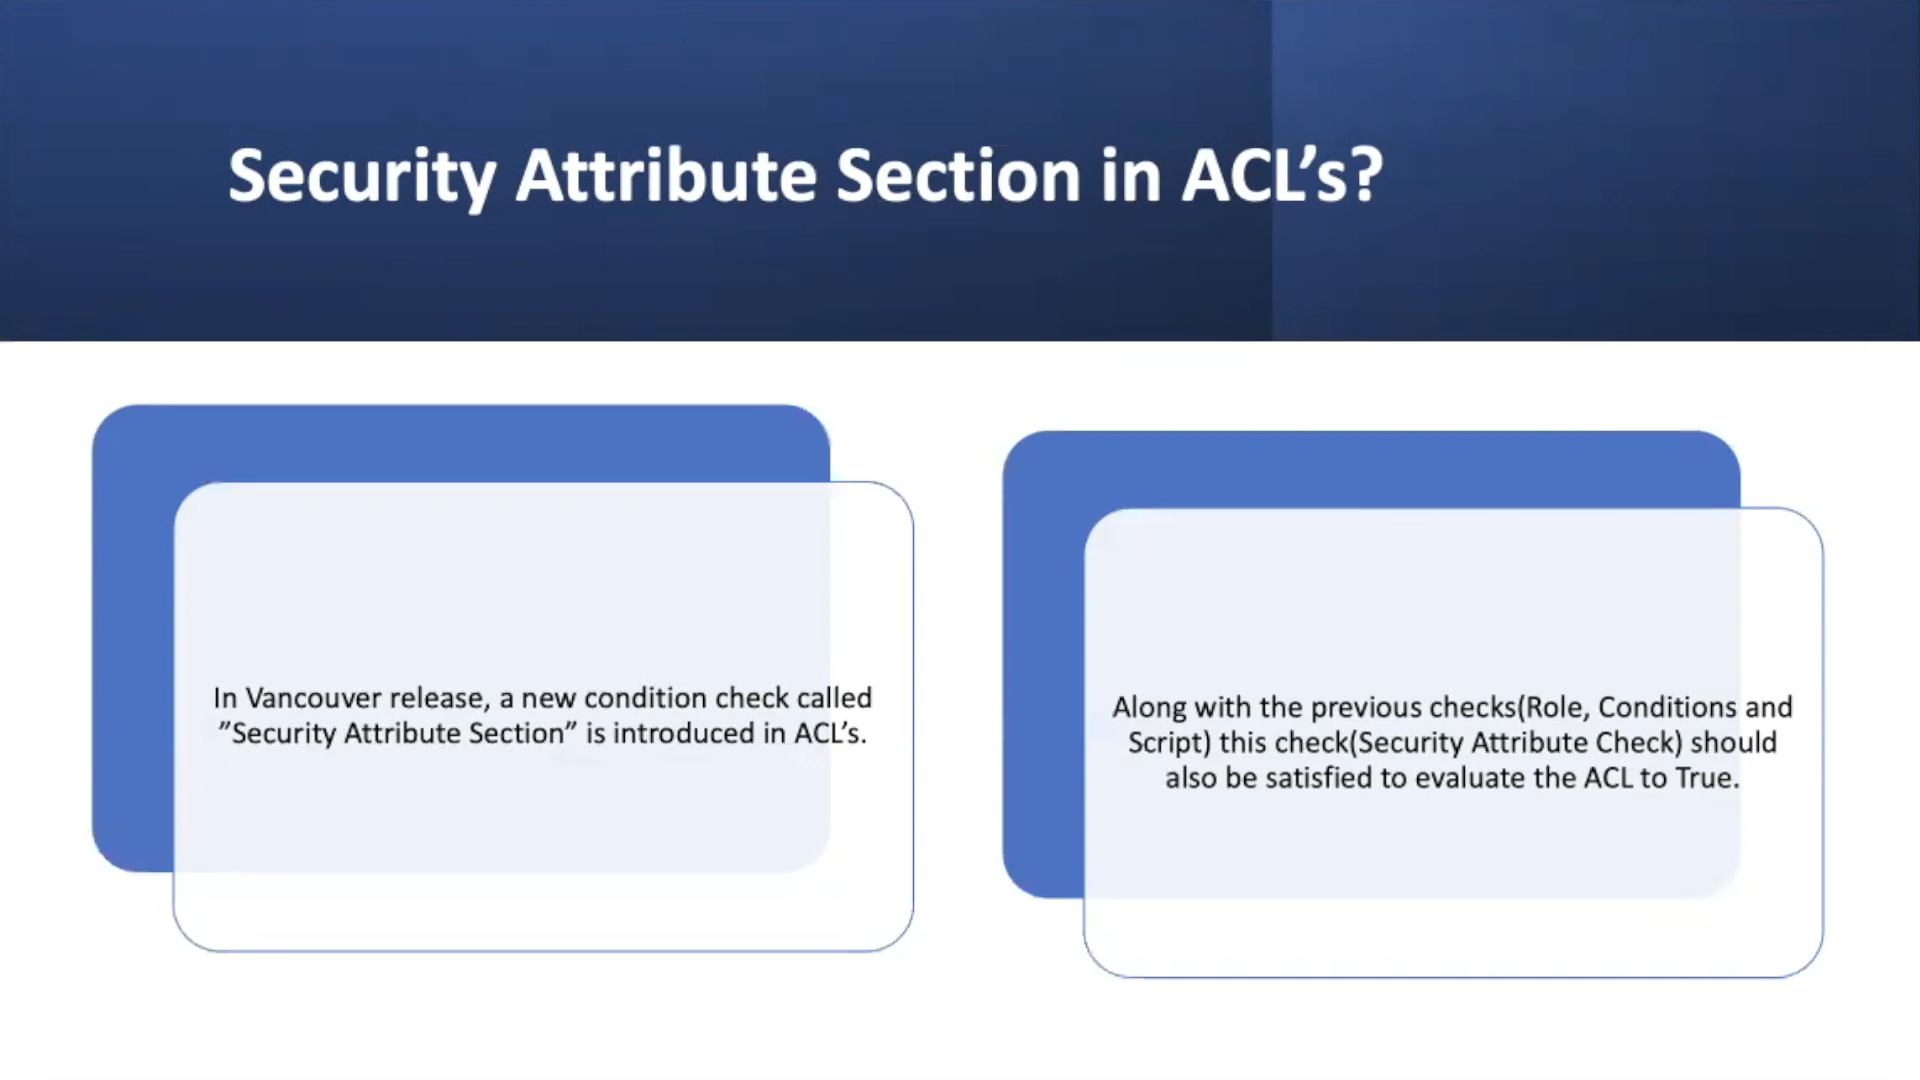 Security Attribute Section in ACL’s?
In Vancouver release, a new condition check called
”Security Attribute Section” is introduced in ACL’s.
Along with the previous checks(Role, Conditions and
Script) this check(Security Attribute Check) should
also be satisfied to evaluate the ACL to True.